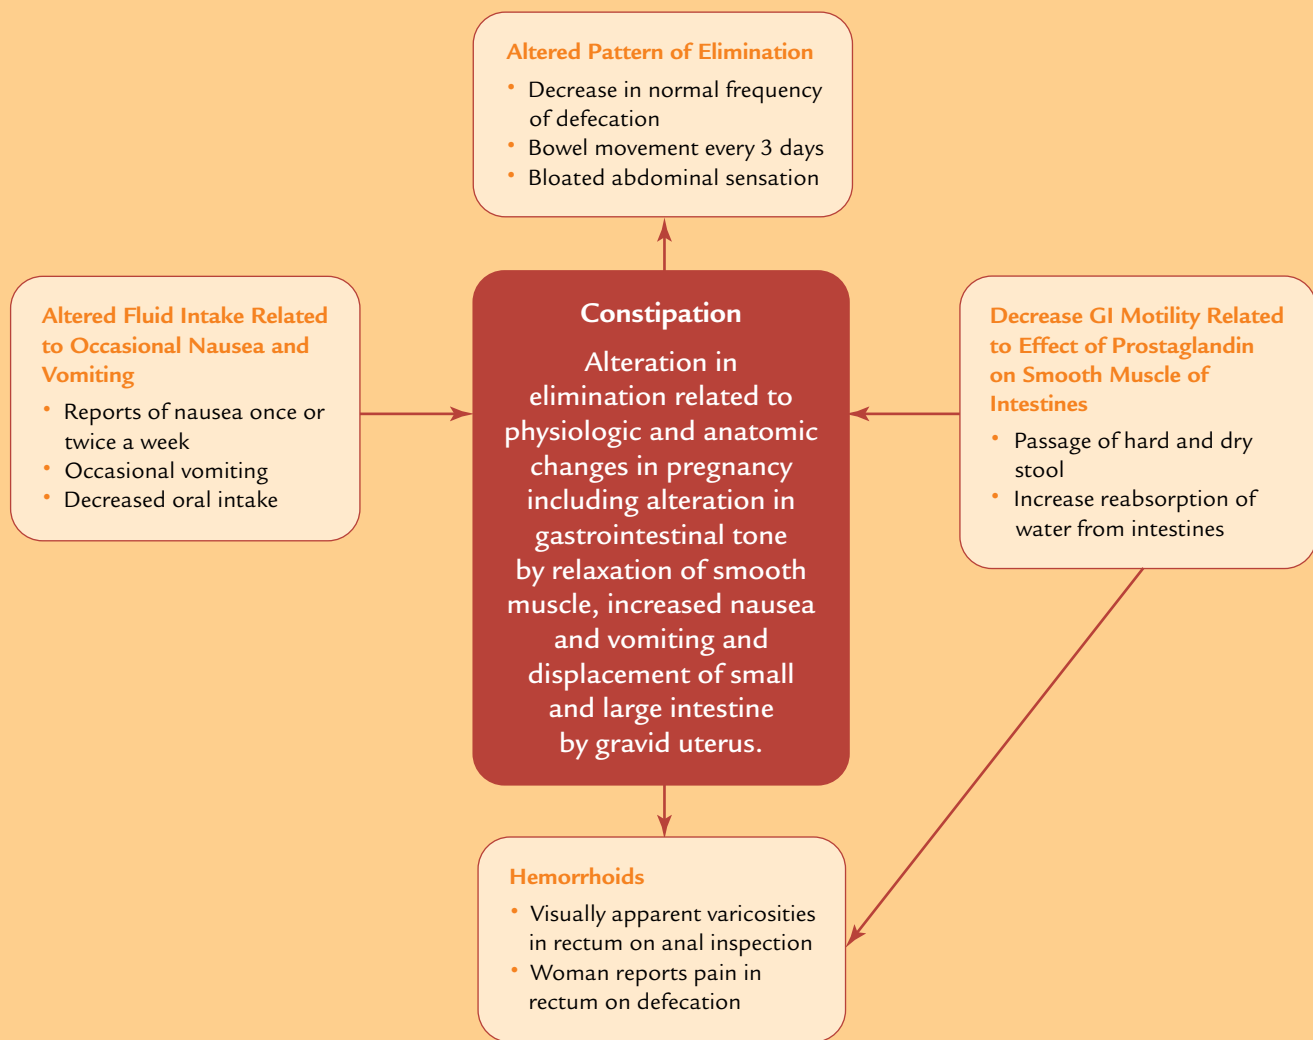 Altered Pattern of Elimination
• Decrease in normal frequency
of defecation
• Bowel movement every 3 days
• Bloated abdominal sensation
Altered Fluid Intake Related
to Occasional Nausea and
Vomiting
• Reports of nausea once or
twice a week
• Occasional vomiting
• Decreased oral intake
Constipation
Alteration in
elimination related to
physiologic and anatomic
changes in pregnancy
including alteration in
gastrointestinal tone
by relaxation of smooth
muscle, increased nausea
and vomiting and
displacement of small
and large intestine
by gravid uterus.
Decrease GI Motility Related
to Effect of Prostaglandin
on Smooth Muscle of
Intestines
• Passage of hard and dry
stool
• Increase reabsorption of
water from intestines
Hemorrhoids
• Visually apparent varicosities
in rectum on anal inspection
• Woman reports pain in
rectum on defecation